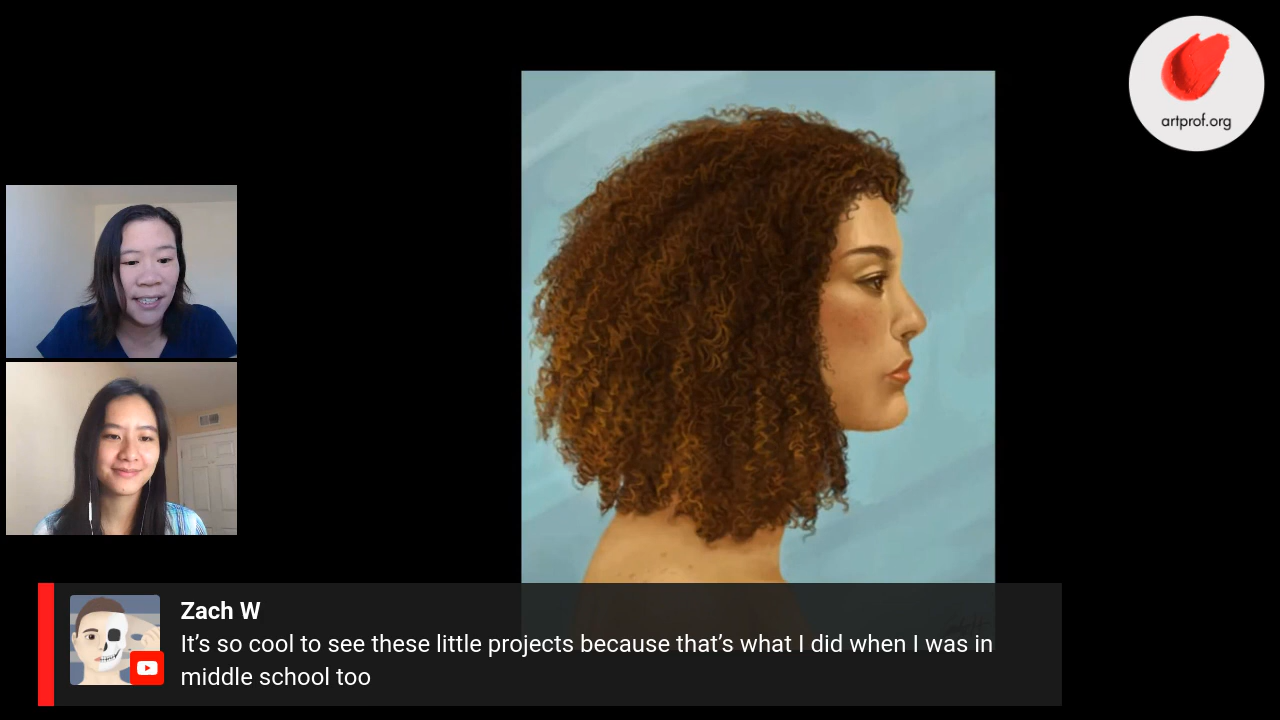 artprof.org
Zach W
It’s so cool to see these little projects because that’s what I did when I was in
middle school too